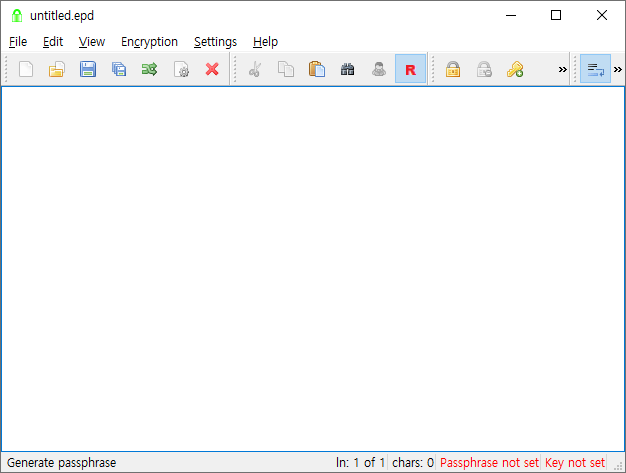 untitled.epd
File Edit View Encryption Settings Help
R
Generate passphrase ln: 1 of 1 chars: 0 Passphrase not set Key not set